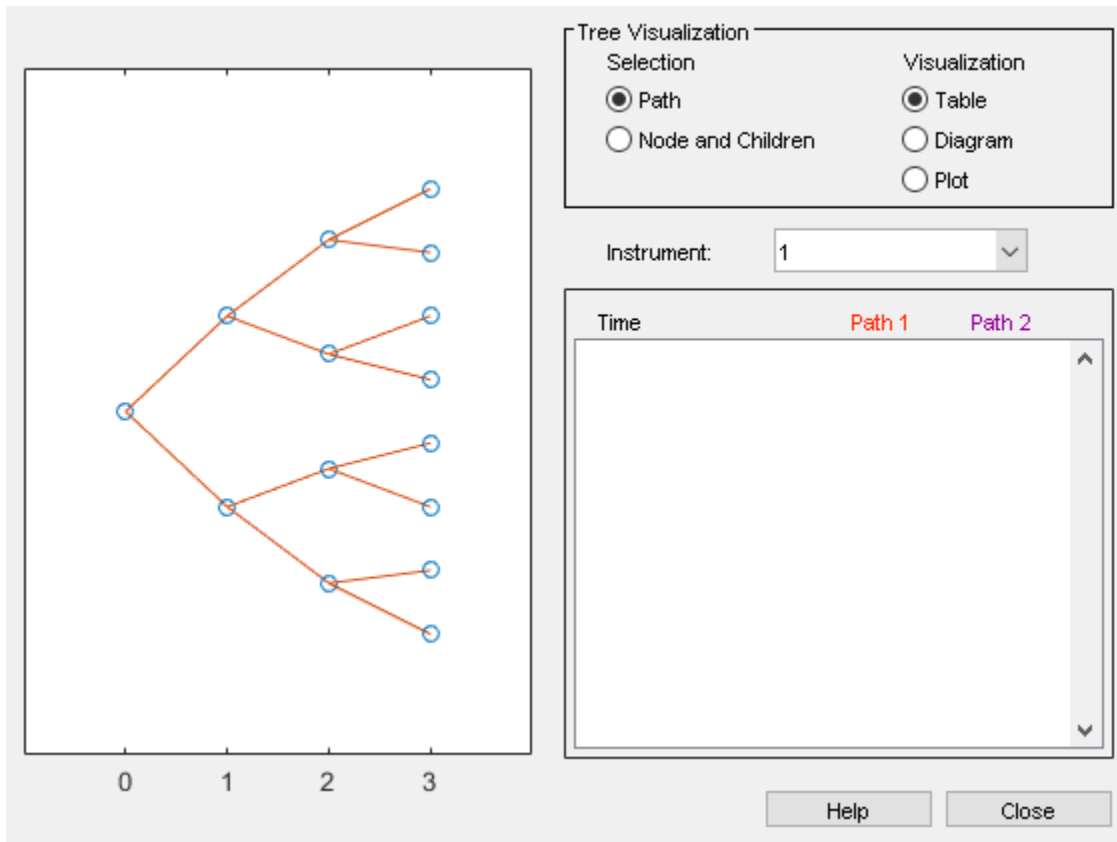 Tree Visualization
Selection Visualization
Path Table
Node and Children Diagram
Plot
Instrument: 1
Time Path 1 Path 2
0 1 2 3
Help Close